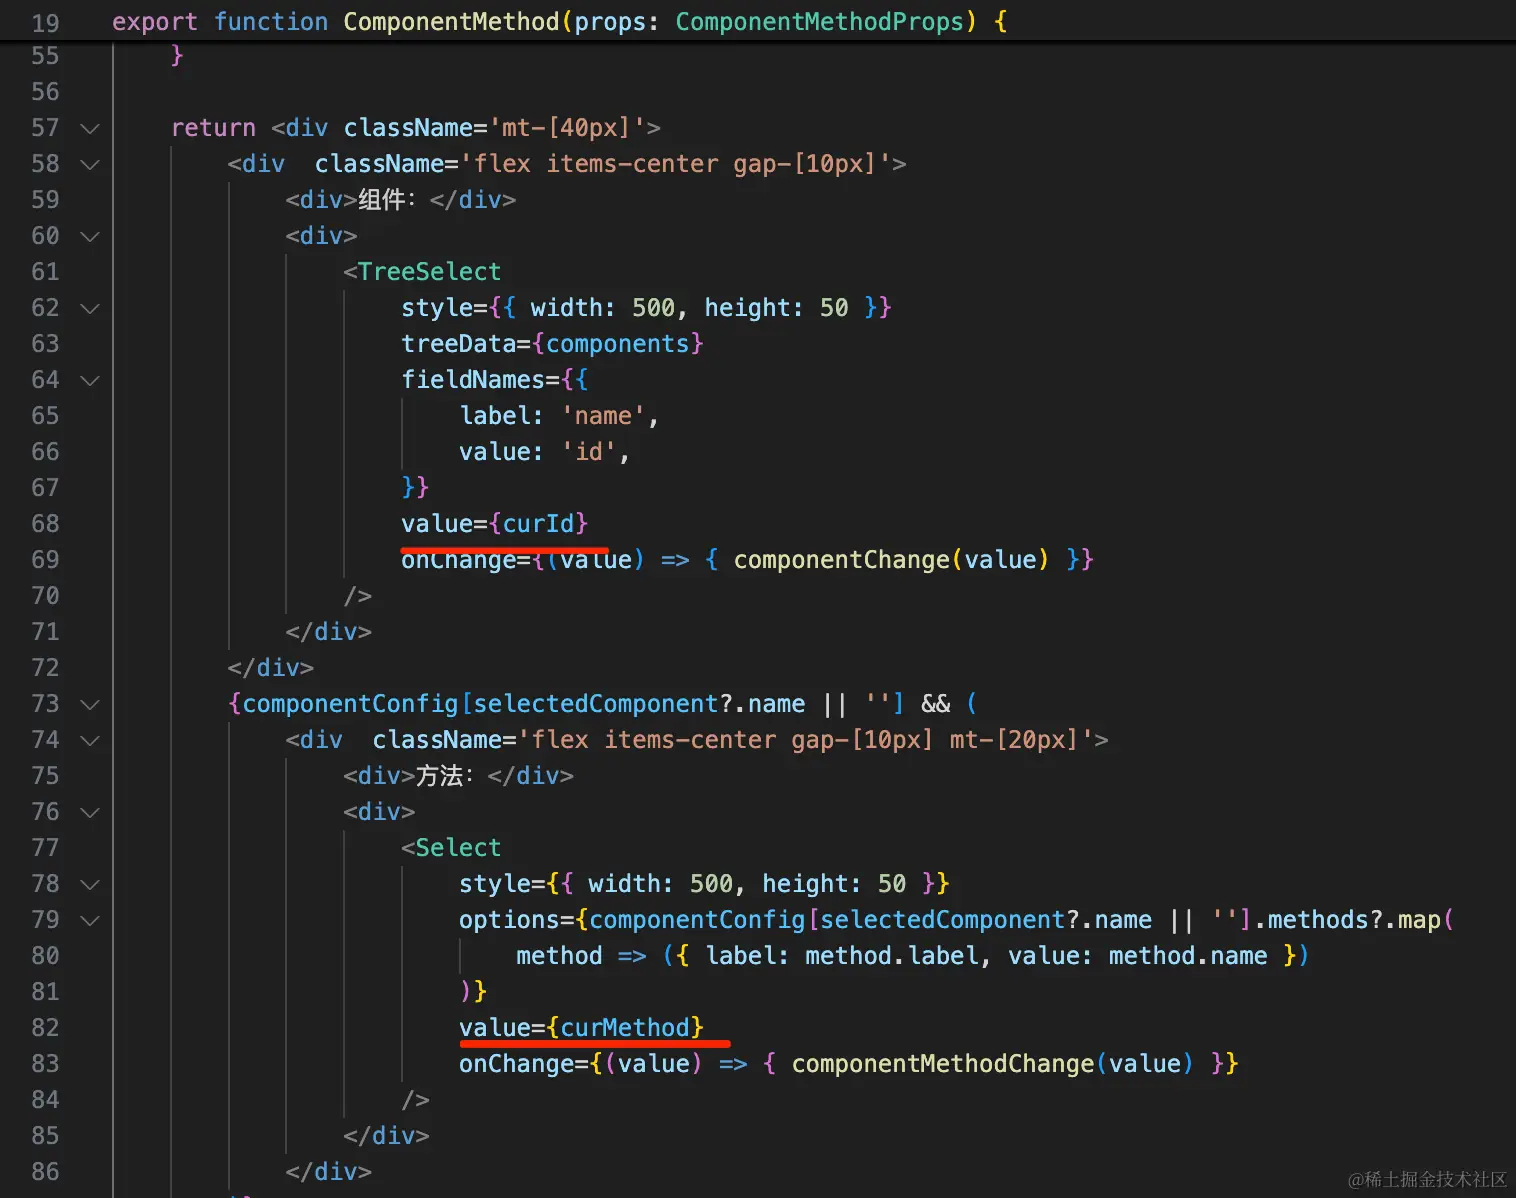 19 export function ComponentMethod(props: ComponentMethodProps) {
55 }
56
57 return <div className='mt-[40px]'>
58 <div  className='flex items-center gap-[10px]'>
59 <div>组件：</div>
60 <div>
61 <TreeSelect
62 style={{ width: 500, height: 50 }}
63 treeData={components}
64 fieldNames={{
65 label: 'name',
66 value: 'id',
67 }}
68 value={curId}
69 onChange={(value) => { componentChange(value) }}
70 />
71 </div>
72 </div>
73 {componentConfig[selectedComponent?.name || ''] && (
74 <div  className='flex items-center gap-[10px] mt-[20px]'>
75 <div>方法：</div>
76 <div>
77 <Select
78 style={{ width: 500, height: 50 }}
79 options={componentConfig[selectedComponent?.name || ''].methods?.map(
80 method => ({ label: method.label, value: method.name })
81 )}
82 value={curMethod}
83 onChange={(value) => { componentMethodChange(value) }}
84 />
85 </div>
86 </div>
@稀土掘金技术社区